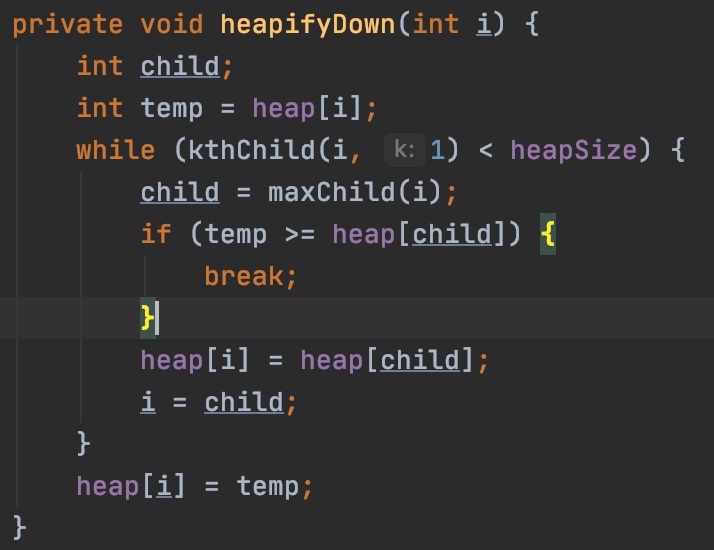 private void heapifyDown(int i) {
    int child;
    int temp = heap[i];
    while (kthChild(i, k: 1) < heapSize) {
        child = maxChild(i);
        if (temp >= heap[child]) {
            break;
        }
        heap[i] = heap[child];
        i = child;
    }
    heap[i] = temp;
}